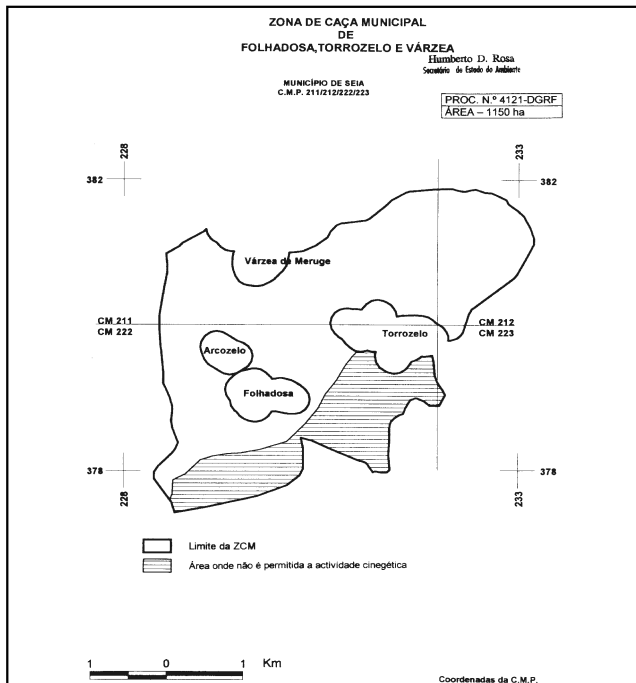 ZONA DE CAÇA MUNICIPAL
DE
FOLHADOSA,TORROZELO E VÁRZEA
Humberto D. Rosa
Secretário de Estado do Ambiente
MUNICÍPIO DE SEIA
C.M.P. 211/212/222/223
PROC. N.º 4121-DGRF
ÁREA – 1150 ha
228
233
382
382
Várzea da Meruge
CM 211
CM 222
CM 212
CM 223
Torrozelo
Arcozelo
Folhadosa
378
378
228
233
Limite da ZCM
Área onde não é permitida a actividade cinegética
1 0 1 Km
Coordenadas da C.M.P.